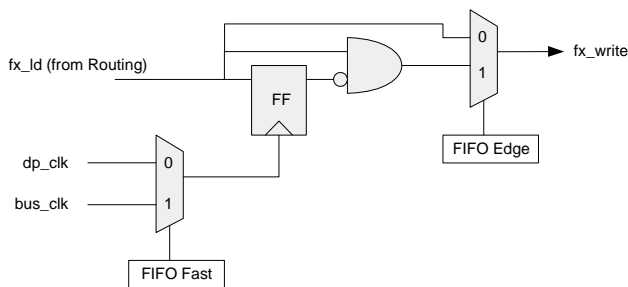 0
fx_ld (from Routing)
fx_write
1
FF
FIFO Edge
dp_clk
0
bus_clk
1
FIFO Fast